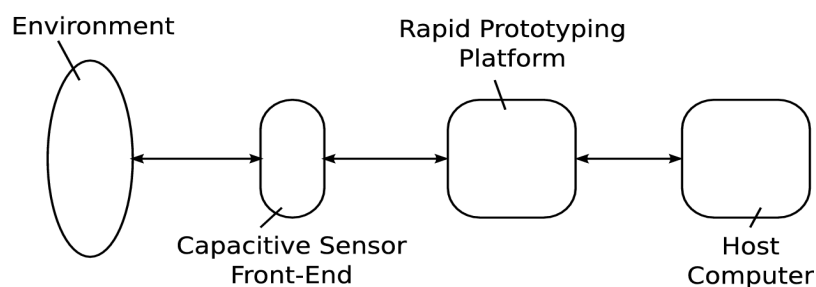 Environment
Rapid Prototyping
Platform
Capacitive Sensor
Front-End
Host
Computer